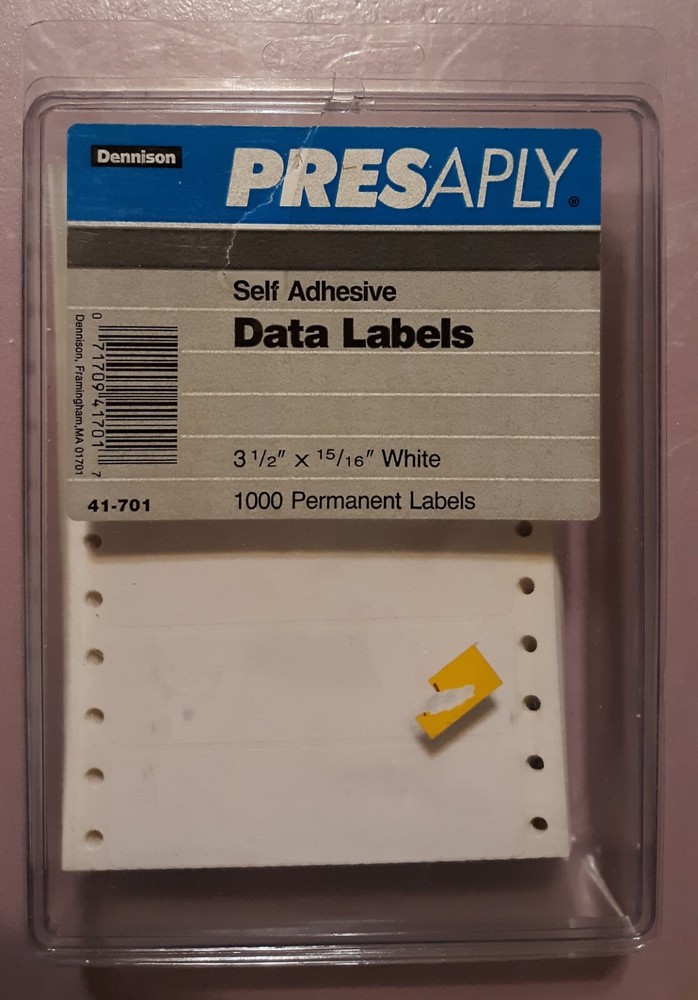 Dennison
PRESAPLY®
Self Adhesive
Data Labels
3 1/2" x 15/16" White
1000 Permanent Labels
0 71709 41701 7
Dennison, Framingham, MA 01701
41-701